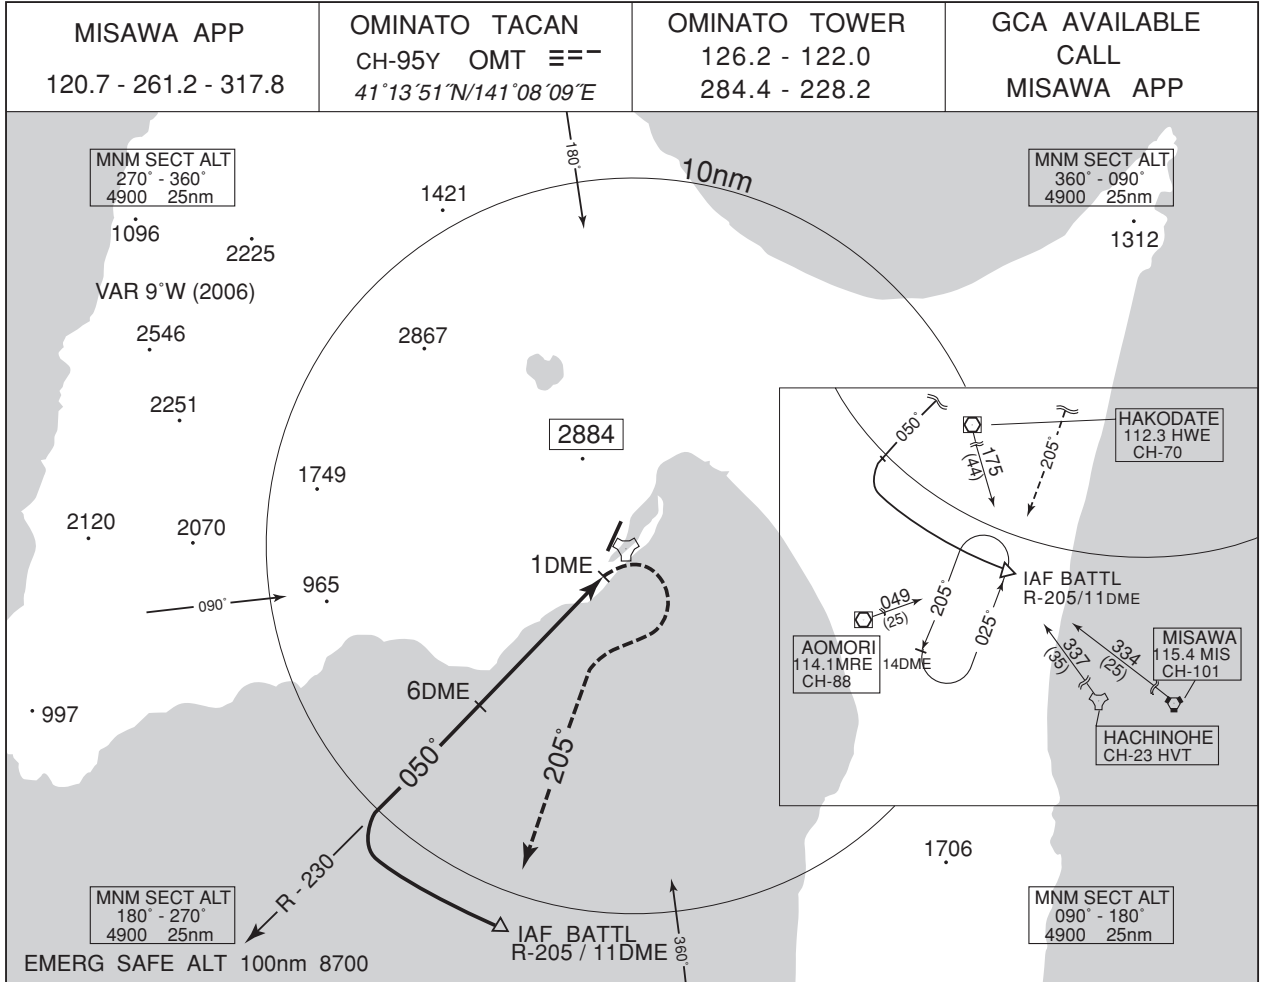 MISAWA APP
120.7 - 261.2 - 317.8
OMINATO TACAN
CH-95Y OMT
41°13´51˝N/141°08´09˝E
OMINATO TOWER
126.2 - 122.0
284.4 - 228.2
GCA AVAILABLE
CALL
MISAWA APP
MNM SECT ALT
270° - 360°
4900 25nm
180°
10nm
MNM SECT ALT
360° - 090°
4900 25nm
1421
1096
2225
1312
VAR 9°W (2006)
2546
2867
2251
2884
1749
2120
2070
965
090°
997
1DME
6DME
050°
205°
R - 230
IAF BATTL
R-205 / 11DME
360°
1706
050°
175
(44)
205°
HAKODATE
112.3 HWE
CH-70
IAF BATTL
R-205/11DME
205°
025°
049
(25)
AOMORI
114.1MRE
CH-88
14DME
337
(35)
334
(25)
MISAWA
115.4 MIS
CH-101
HACHINOHE
CH-23 HVT
MNM SECT ALT
180° - 270°
4900 25nm
MNM SECT ALT
090° - 180°
4900 25nm
EMERG SAFE ALT 100nm 8700